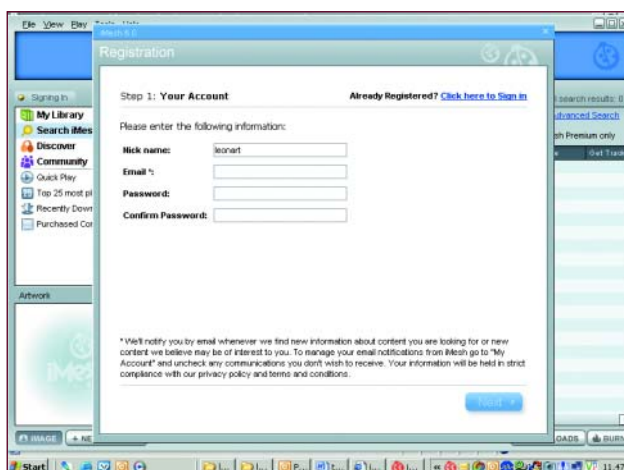 File View Play Tools Help
iMesh 6.0
Registration
Signing In
My Library
Search iMes
Discover
Community
Quick Play
Top 25 most pl
Recently Down
Purchased Con
Artwork
iMes
Step 1: Your Account
Already Registered? Click here to Sign in
Please enter the following information:
Nick name: leonart
Email *:
Password:
Confirm Password:
* We'll notify you by email whenever we find new information about content you are looking for or new
content we believe may be of interest to you. To manage your email notifications from iMesh go to "My
Account" and uncheck any communications you don't wish to receive. Your information will be held in strict
compliance with our privacy policy and terms and conditions.
Next
search results: 0
dvanced Search
sh Premium only
Get Track
IMAGE + NE
OADS BURN
Start
11:47